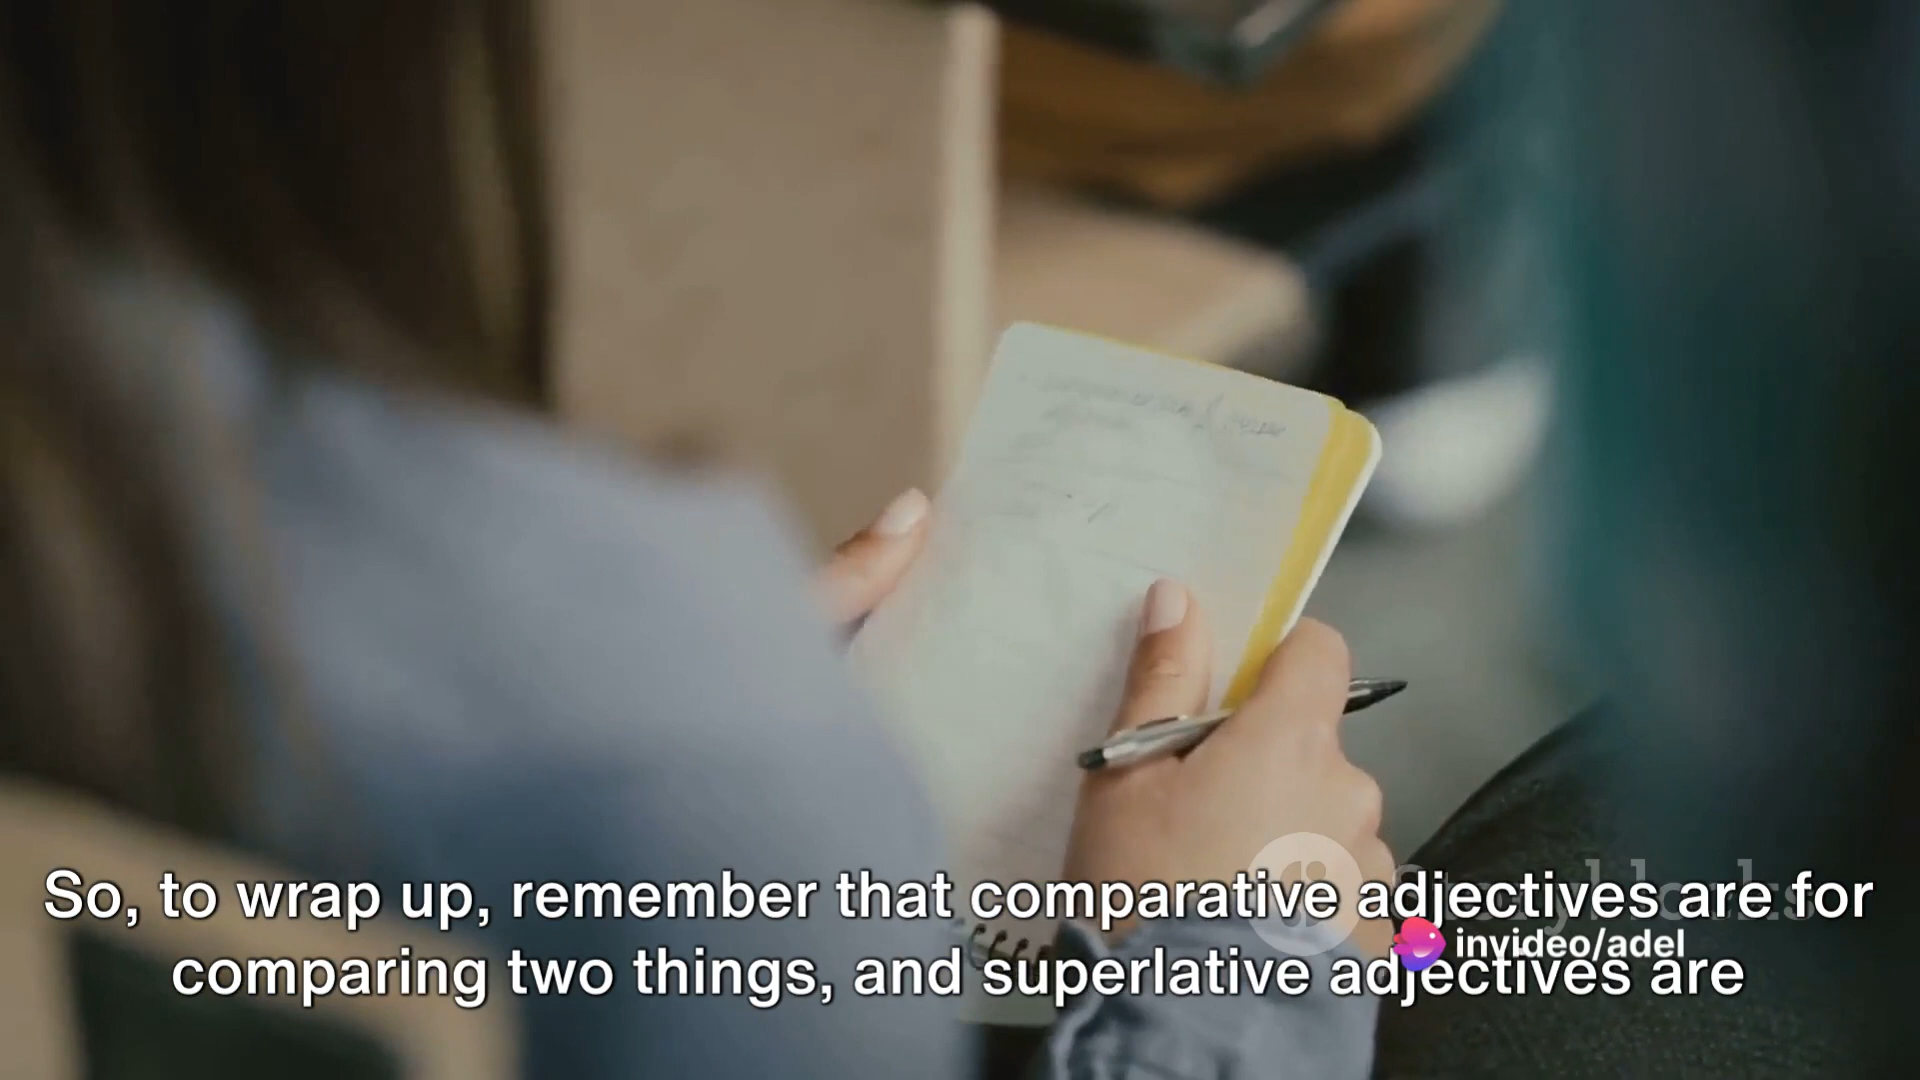 So, to wrap up, remember that comparative adjectives are for
Storyblocks
invideo/adel
comparing two things, and superlative adjectives are